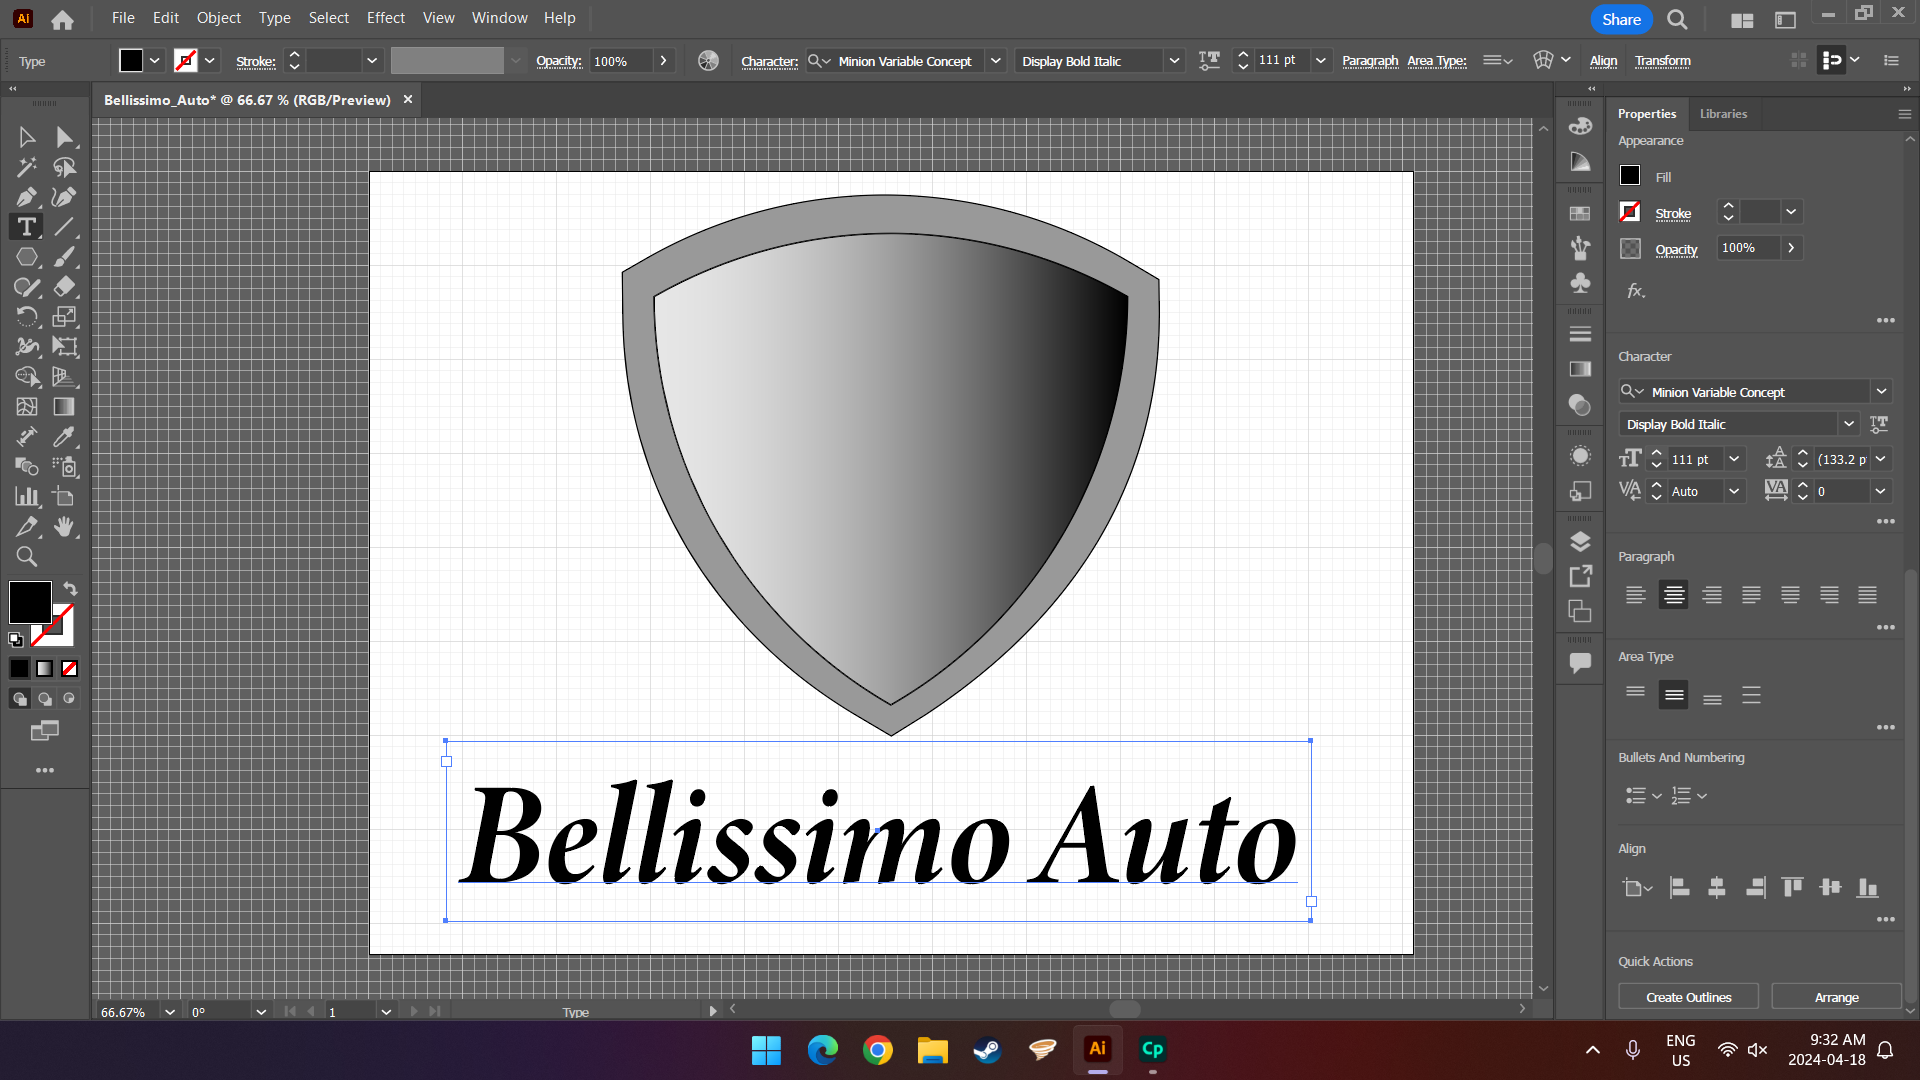 Ai File Edit Object Type Select Effect View Window Help Share
Type Stroke: Opacity: 100% Character: Minion Variable Concept Display Bold Italic 111 pt Paragraph Area Type: Align Transform
Bellissimo_Auto* @ 66.67 % (RGB/Preview)
Properties Libraries
Appearance
Fill
Stroke
Opacity 100%
fx
Character
Minion Variable Concept
Display Bold Italic
111 pt (133.2 p
Auto 0
Paragraph
Area Type
Bullets And Numbering
Align
Quick Actions
Create Outlines Arrange
Bellissimo Auto
66.67% 0° 1 Type
Ai Cp
ENG
US
9:32 AM
2024-04-18